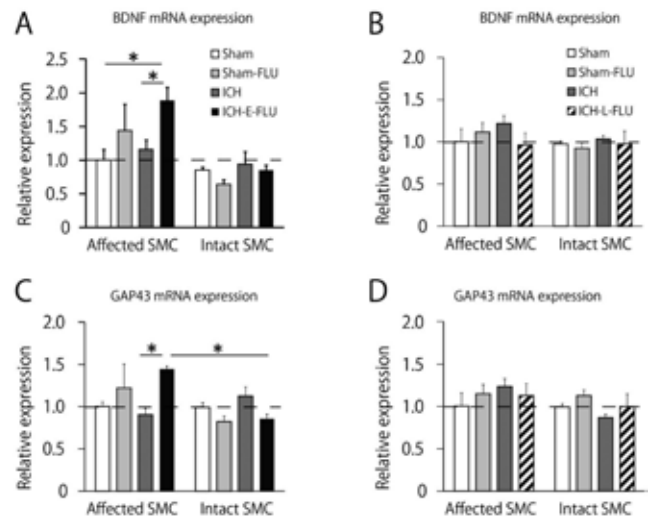 A
BDNF mRNA expression
Relative expression
2.5
2.0
1.5
1.0
0.5
0
*
*
Sham
Sham-FLU
ICH
ICH-E-FLU
Affected SMC
Intact SMC
B
BDNF mRNA expression
Relative expression
2.0
1.5
1.0
0.5
0
Sham
Sham-FLU
ICH
ICH-L-FLU
Affected SMC
Intact SMC
C
GAP43 mRNA expression
Relative expression
2.0
1.5
1.0
0.5
0
*
*
Affected SMC
Intact SMC
D
GAP43 mRNA expression
Relative expression
2.0
1.5
1.0
0.5
0
Affected SMC
Intact SMC